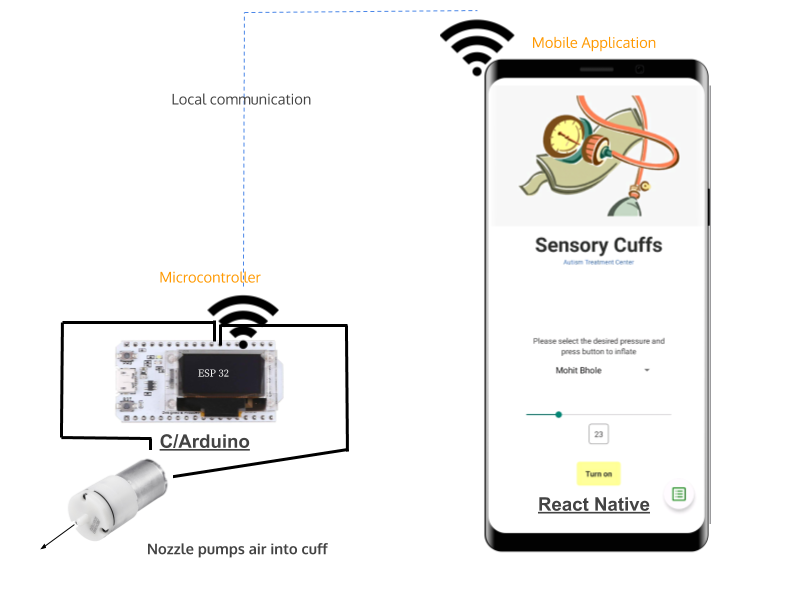 Mobile Application
Local communication
Sensory Cuffs
Autism Treatment Center
Microcontroller
Please select the desired pressure and
press button to inflate
Mohit Bhole
ESP 32
23
C/Arduino
Turn on
React Native
Nozzle pumps air into cuff